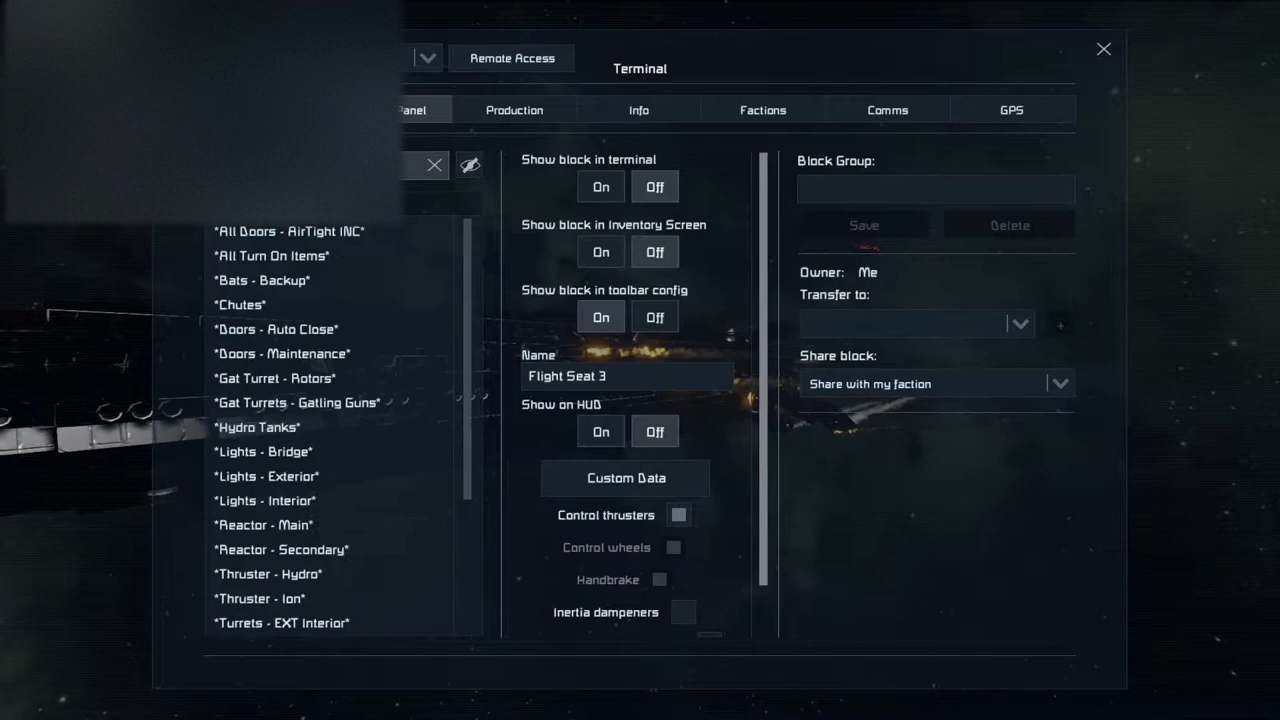 Remote Access
Terminal
Panel
Production
Info
Factions
Comms
GPS
*All Doors - AirTight INC*
*All Turn On Items*
*Bats - Backup*
*Chutes*
*Doors - Auto Close*
*Doors - Maintenance*
*Gat Turret - Rotors*
*Gat Turrets - Gatling Guns*
*Hydro Tanks*
*Lights - Bridge*
*Lights - Exterior*
*Lights - Interior*
*Reactor - Main*
*Reactor - Secondary*
*Thruster - Hydro*
*Thruster - Ion*
*Turrets - EXT Interior*
Show block in terminal
On Off
Show block in Inventory Screen
On Off
Show block in toolbar config
On Off
Name
Flight Seat 3
Show on HUD
On Off
Custom Data
Control thrusters
Control wheels
Handbrake
Inertia dampeners
Block Group:
Save Delete
Owner: Me
Transfer to:
Share block:
Share with my faction